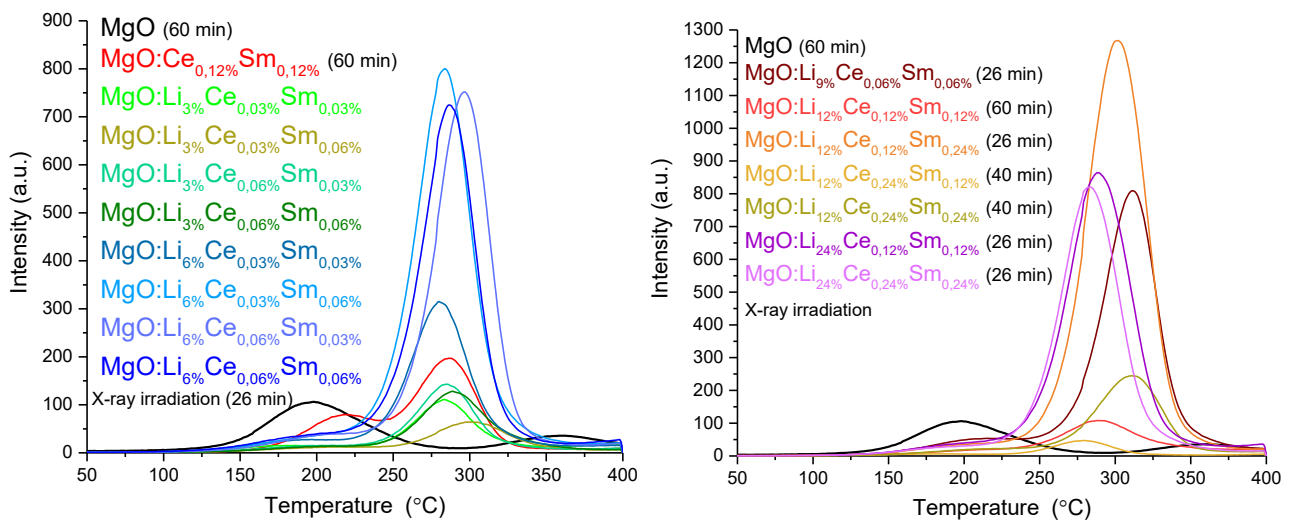 900
800
700
600
500
400
300
200
100
0
Intensity (a.u.)
MgO (60 min)
MgO:Ce0,12%Sm0,12% (60 min)
MgO:Li3%Ce0,03%Sm0,03%
MgO:Li3%Ce0,03%Sm0,06%
MgO:Li3%Ce0,06%Sm0,03%
MgO:Li3%Ce0,06%Sm0,06%
MgO:Li6%Ce0,03%Sm0,03%
MgO:Li6%Ce0,03%Sm0,06%
MgO:Li6%Ce0,06%Sm0,03%
MgO:Li6%Ce0,06%Sm0,06%
X-ray irradiation (26 min)
50 100 150 200 250 300 350 400
Temperature (°C)
1300
1200
1100
1000
900
800
700
600
500
400
300
200
100
0
Intensity (a.u.)
MgO (60 min)
MgO:Li9%Ce0,06%Sm0,06% (26 min)
MgO:Li12%Ce0,12%Sm0,12% (60 min)
MgO:Li12%Ce0,12%Sm0,24% (26 min)
MgO:Li12%Ce0,24%Sm0,12% (40 min)
MgO:Li12%Ce0,24%Sm0,24% (40 min)
MgO:Li24%Ce0,12%Sm0,12% (26 min)
MgO:Li24%Ce0,24%Sm0,24% (26 min)
X-ray irradiation
50 100 150 200 250 300 350 400
Temperature (°C)